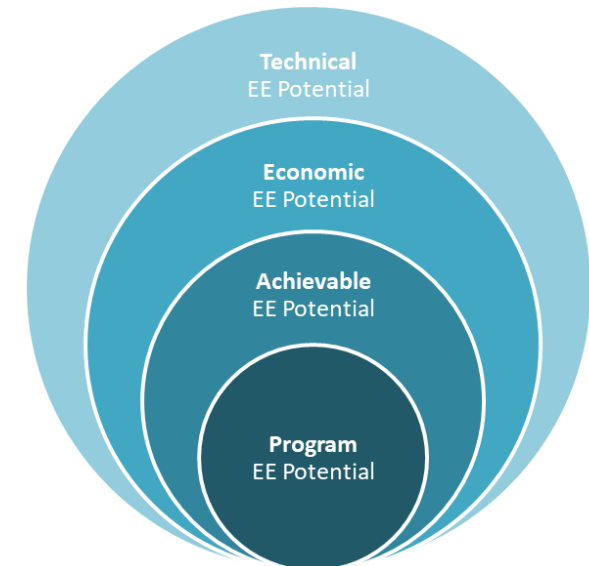 Technical
EE Potential
Economic
EE Potential
Achievable
EE Potential
Program
EE Potential